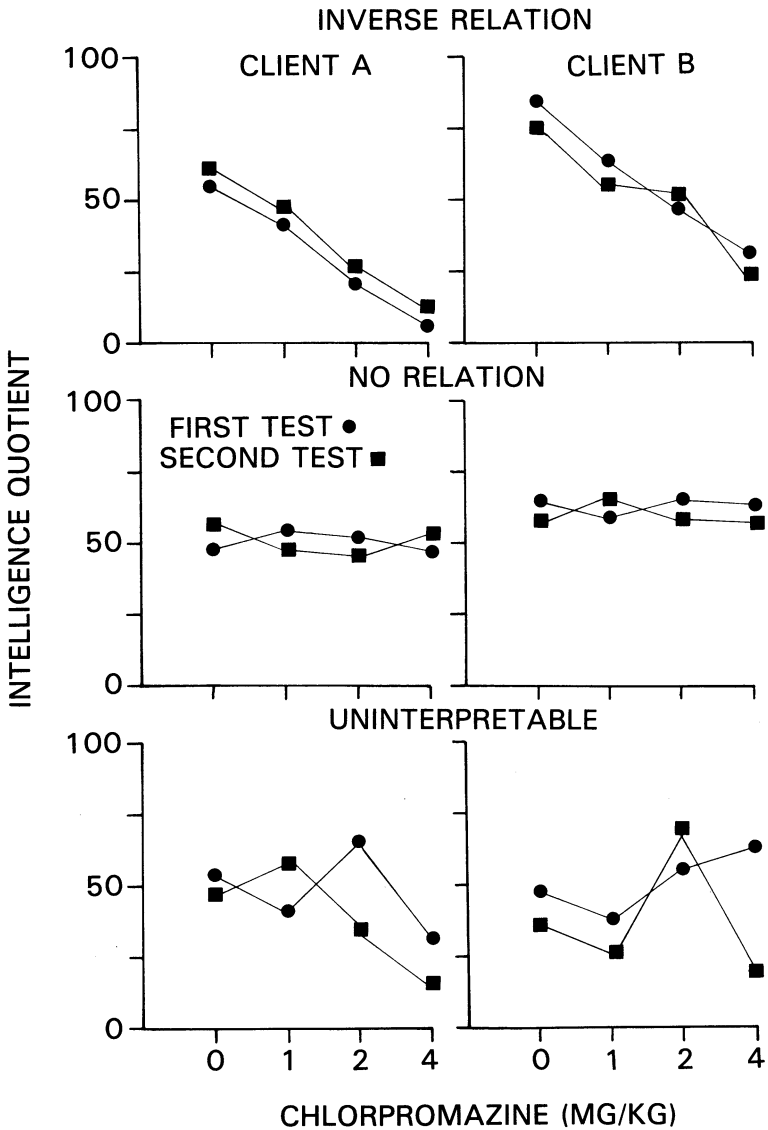 INVERSE RELATION
CLIENT A
CLIENT B
100
50
0
NO RELATION
100
FIRST TEST
SECOND TEST
50
0
UNINTERPRETABLE
100
50
0
0 1 2 4
0 1 2 4
CHLORPROMAZINE (MG/KG)
INTELLIGENCE QUOTIENT